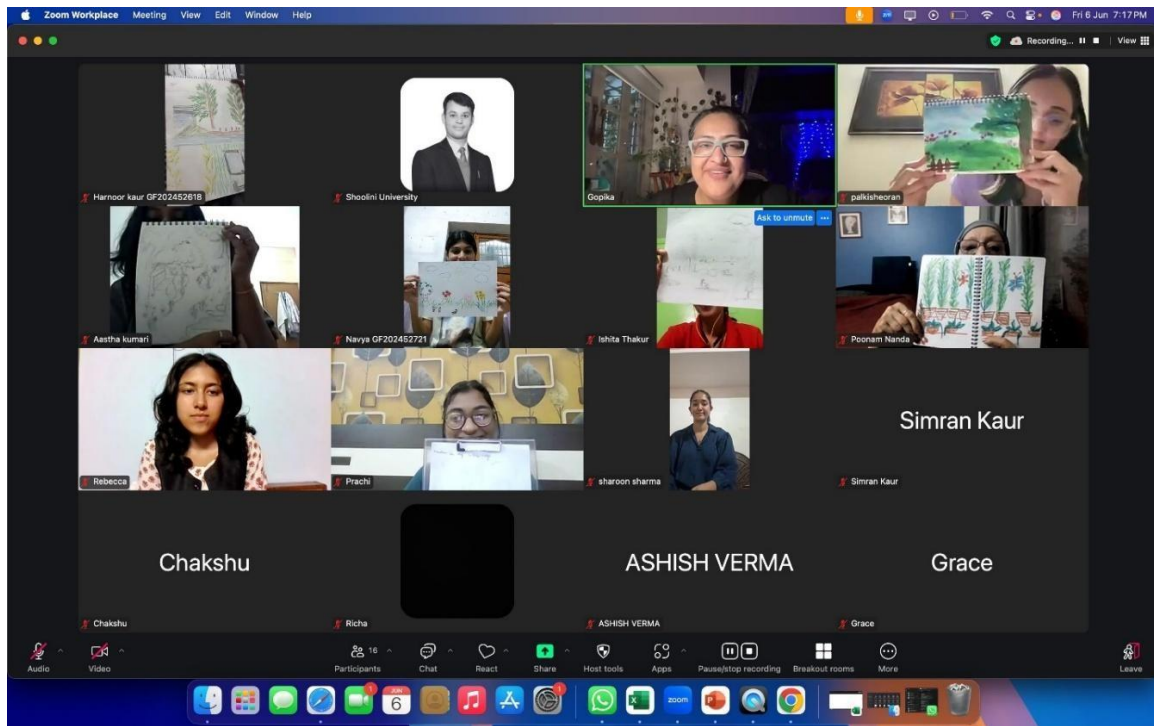 Zoom Workplace Meeting View Edit Window Help Fri 6 Jun 7:17 PM
Recording... View
Harnoor kaur GF202452618
Shoolini University
Gopika
palkisheoran
Ask to unmute ...
Aastha kumari
Navya GF202452721
Ishita Thakur
Poonam Nanda
Rebecca
Prachi
sharoon sharma
Simran Kaur
Simran Kaur
Chakshu
ASHISH VERMA
Grace
Chakshu
Richa
ASHISH VERMA
Grace
16
Audio Video Participants Chat React Share Host tools Apps Pause/stop recording Breakout rooms More Leave
1 JUN 1
6 zoom